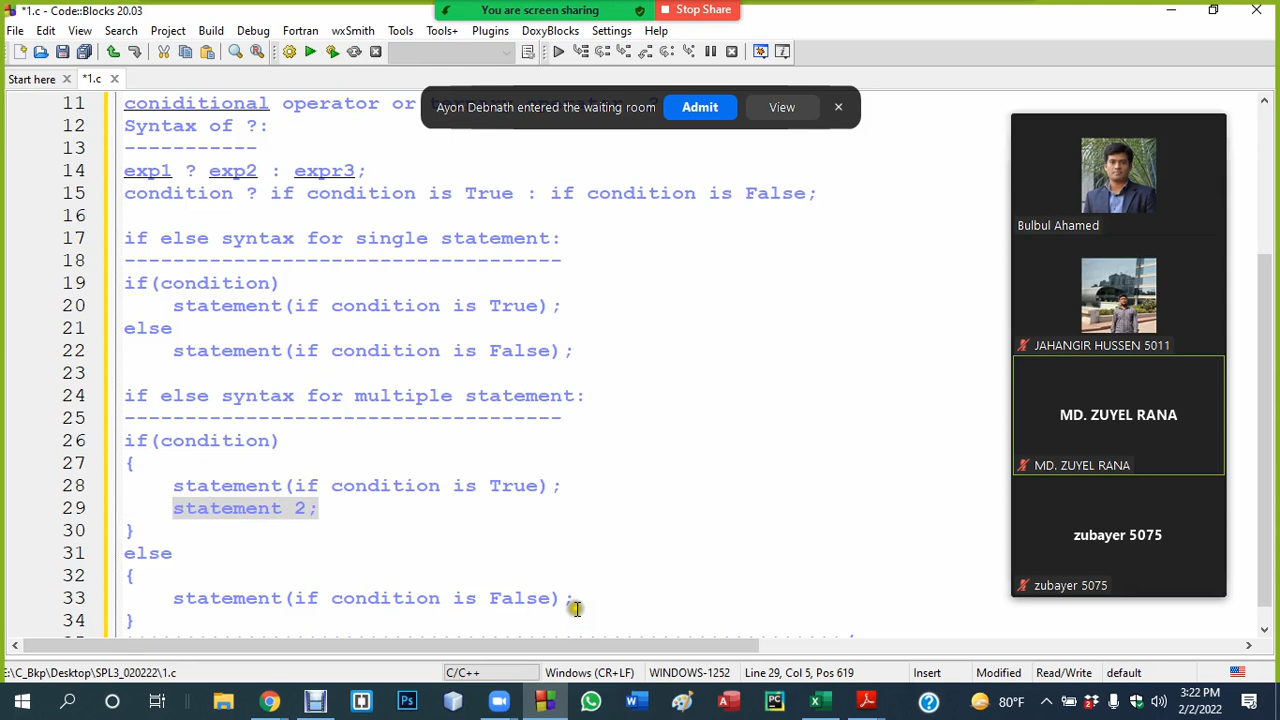 You are screen sharing
Stop Share
*1.c - Code::Blocks 20.03
File Edit View Search Project Build Debug Fortran wxSmith Tools Tools+ Plugins DoxyBlocks Settings Help
Start here
*1.c
Ayon Debnath entered the waiting room
Admit
View
11 coniditional operator or
12 Syntax of ?:
13 -----------
14 exp1 ? exp2 : expr3;
15 condition ? if condition is True : if condition is False;
16
17 if else syntax for single statement:
18 ------------------------------------
19 if(condition)
20 statement(if condition is True);
21 else
22 statement(if condition is False);
23
24 if else syntax for multiple statement:
25 ------------------------------------
26 if(condition)
27 {
28 statement(if condition is True);
29 statement 2;
30 }
31 else
32 {
33 statement(if condition is False);
34 }
Bulbul Ahamed
JAHANGIR HUSSEN 5011
MD. ZUYEL RANA
MD. ZUYEL RANA
zubayer 5075
zubayer 5075
E:\C_Bkp\Desktop\SPL3_020222\1.c
C/C++
Windows (CR+LF)
WINDOWS-1252
Line 29, Col 5, Pos 619
Insert
Modified
Read/Write
default
80°F
3:22 PM
2/2/2022